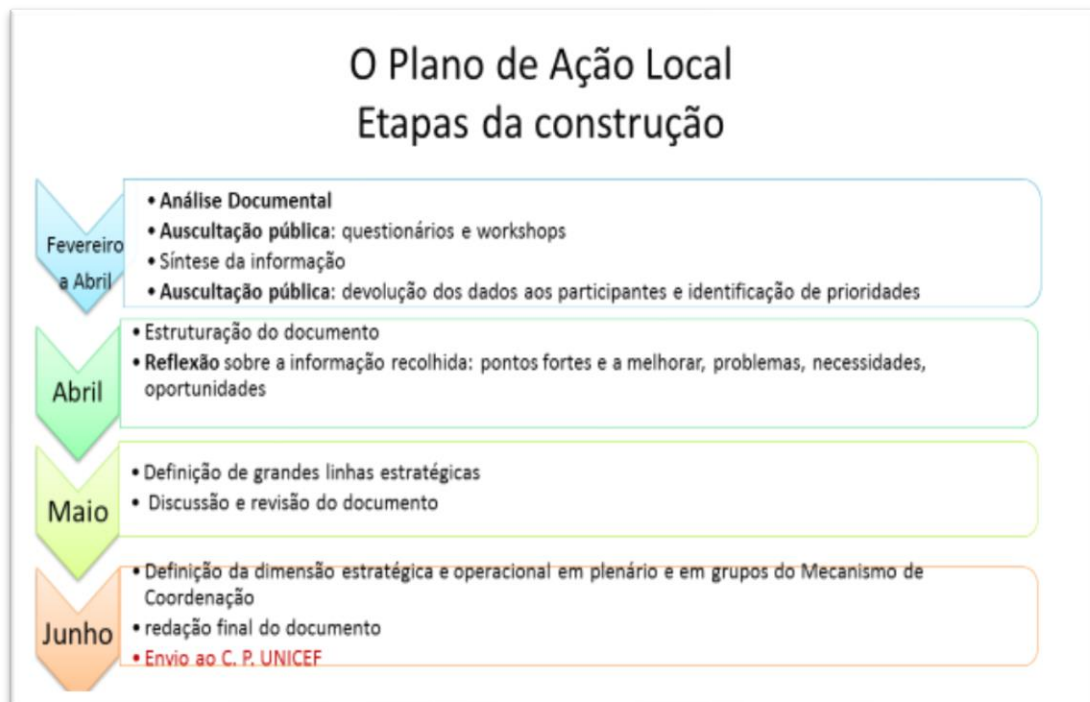 O Plano de Ação Local
Etapas da construção
Fevereiro
a Abril
• Análise Documental
• Auscultação pública: questionários e workshops
• Síntese da informação
• Auscultação pública: devolução dos dados aos participantes e identificação de prioridades
Abril
• Estruturação do documento
• Reflexão sobre a informação recolhida: pontos fortes e a melhorar, problemas, necessidades,
oportunidades
Maio
• Definição de grandes linhas estratégicas
• Discussão e revisão do documento
Junho
• Definição da dimensão estratégica e operacional em plenário e em grupos do Mecanismo de
Coordenação
• redação final do documento
• Envio ao C. P. UNICEF